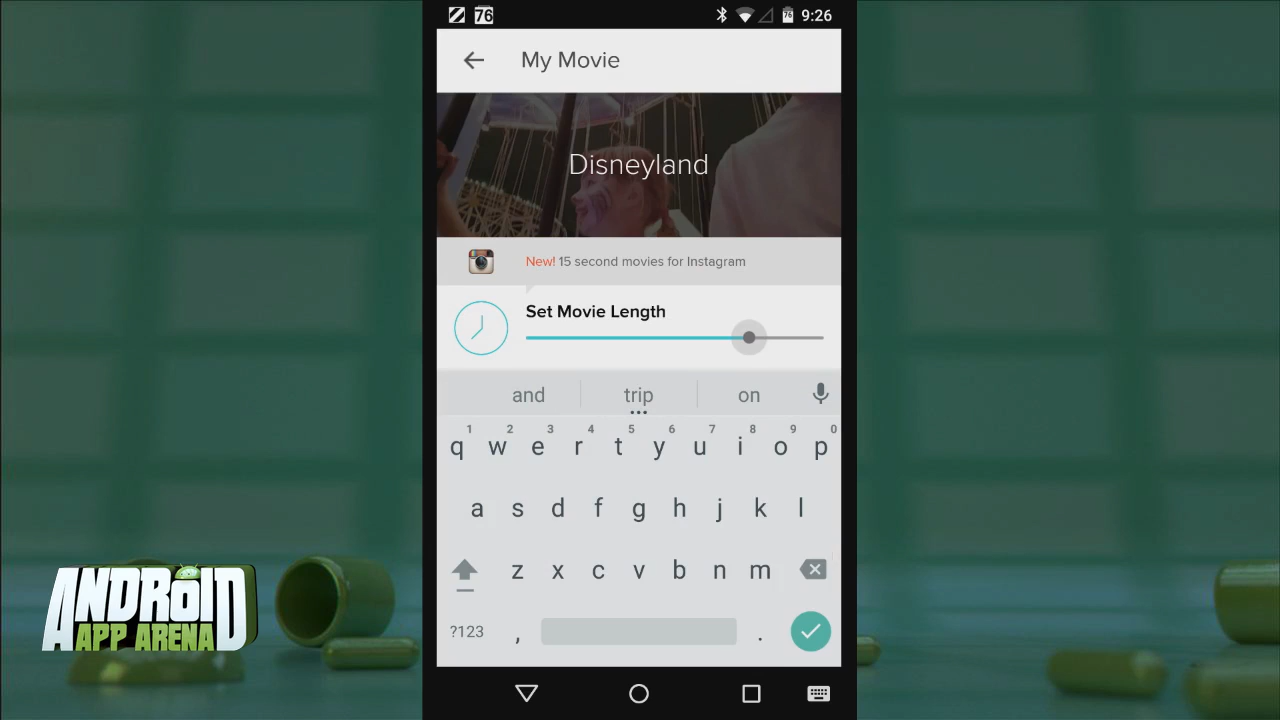 76
76
9:26
My Movie
Disneyland
New! 15 second movies for Instagram
Set Movie Length
and trip on
1 2 3 4 5 6 7 8 9 0
q w e r t y u i o p
a s d f g h j k l
z x c v b n m
?123 , .
ANDROID
APP ARENA